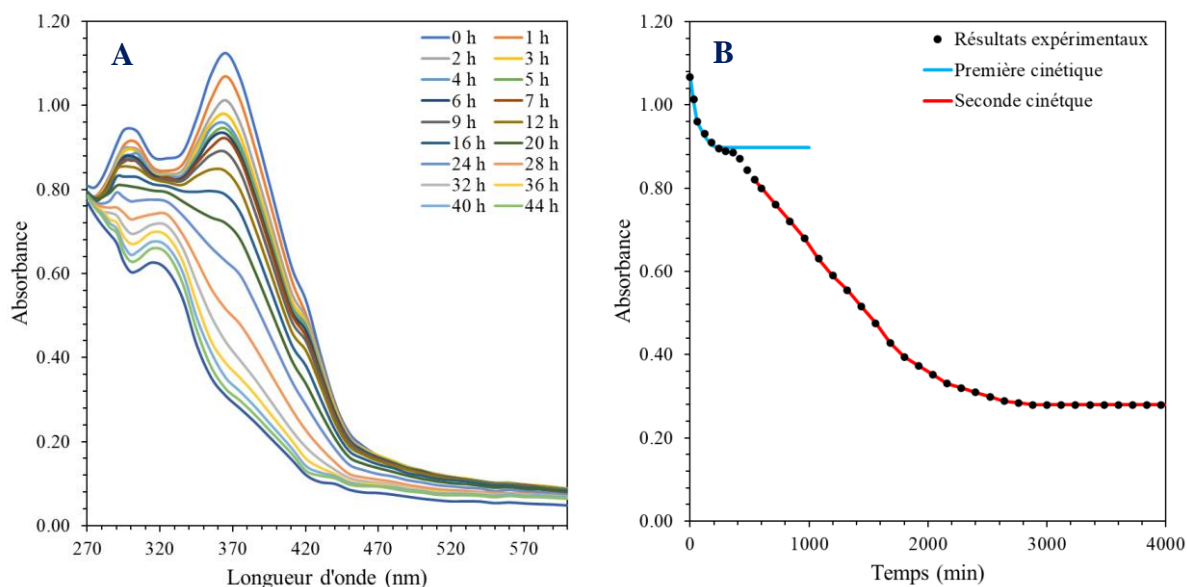 A
1.20
1.00
0.80
0.60
0.40
0.20
0.00
Absorbance
270 320 370 420 470 520 570
Longueur d'onde (nm)
0 h 1 h
2 h 3 h
4 h 5 h
6 h 7 h
9 h 12 h
16 h 20 h
24 h 28 h
32 h 36 h
40 h 44 h
B
1.20
1.00
0.80
0.60
0.40
0.20
0.00
Absorbance
0 1000 2000 3000 4000
Temps (min)
Résultats expérimentaux
Première cinétique
Seconde cinétque